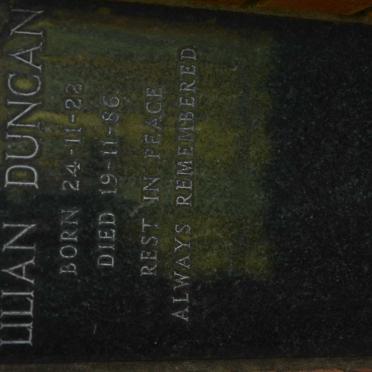 LILIAN DUNCAN
BORN 24-11-22
DIED 19-11-86
REST IN PEACE
ALWAYS REMEMBERED